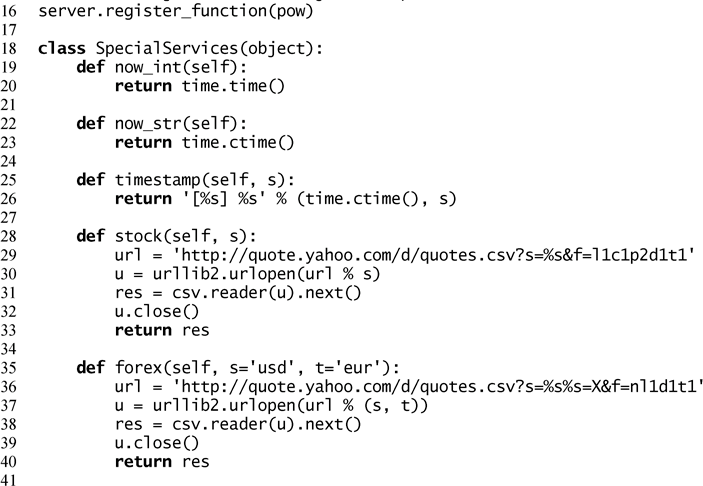 16 server.register_function(pow)
17
18 class SpecialServices(object):
19     def now_int(self):
20         return time.time()
21
22     def now_str(self):
23         return time.ctime()
24
25     def timestamp(self, s):
26         return '[%s] %s' % (time.ctime(), s)
27
28     def stock(self, s):
29         url = 'http://quote.yahoo.com/d/quotes.csv?s=%s&f=l1c1p2d1t1'
30         u = urllib2.urlopen(url % s)
31         res = csv.reader(u).next()
32         u.close()
33         return res
34
35     def forex(self, s='usd', t='eur'):
36         url = 'http://quote.yahoo.com/d/quotes.csv?s=%s%s=X&f=nl1d1t1'
37         u = urllib2.urlopen(url % (s, t))
38         res = csv.reader(u).next()
39         u.close()
40         return res
41